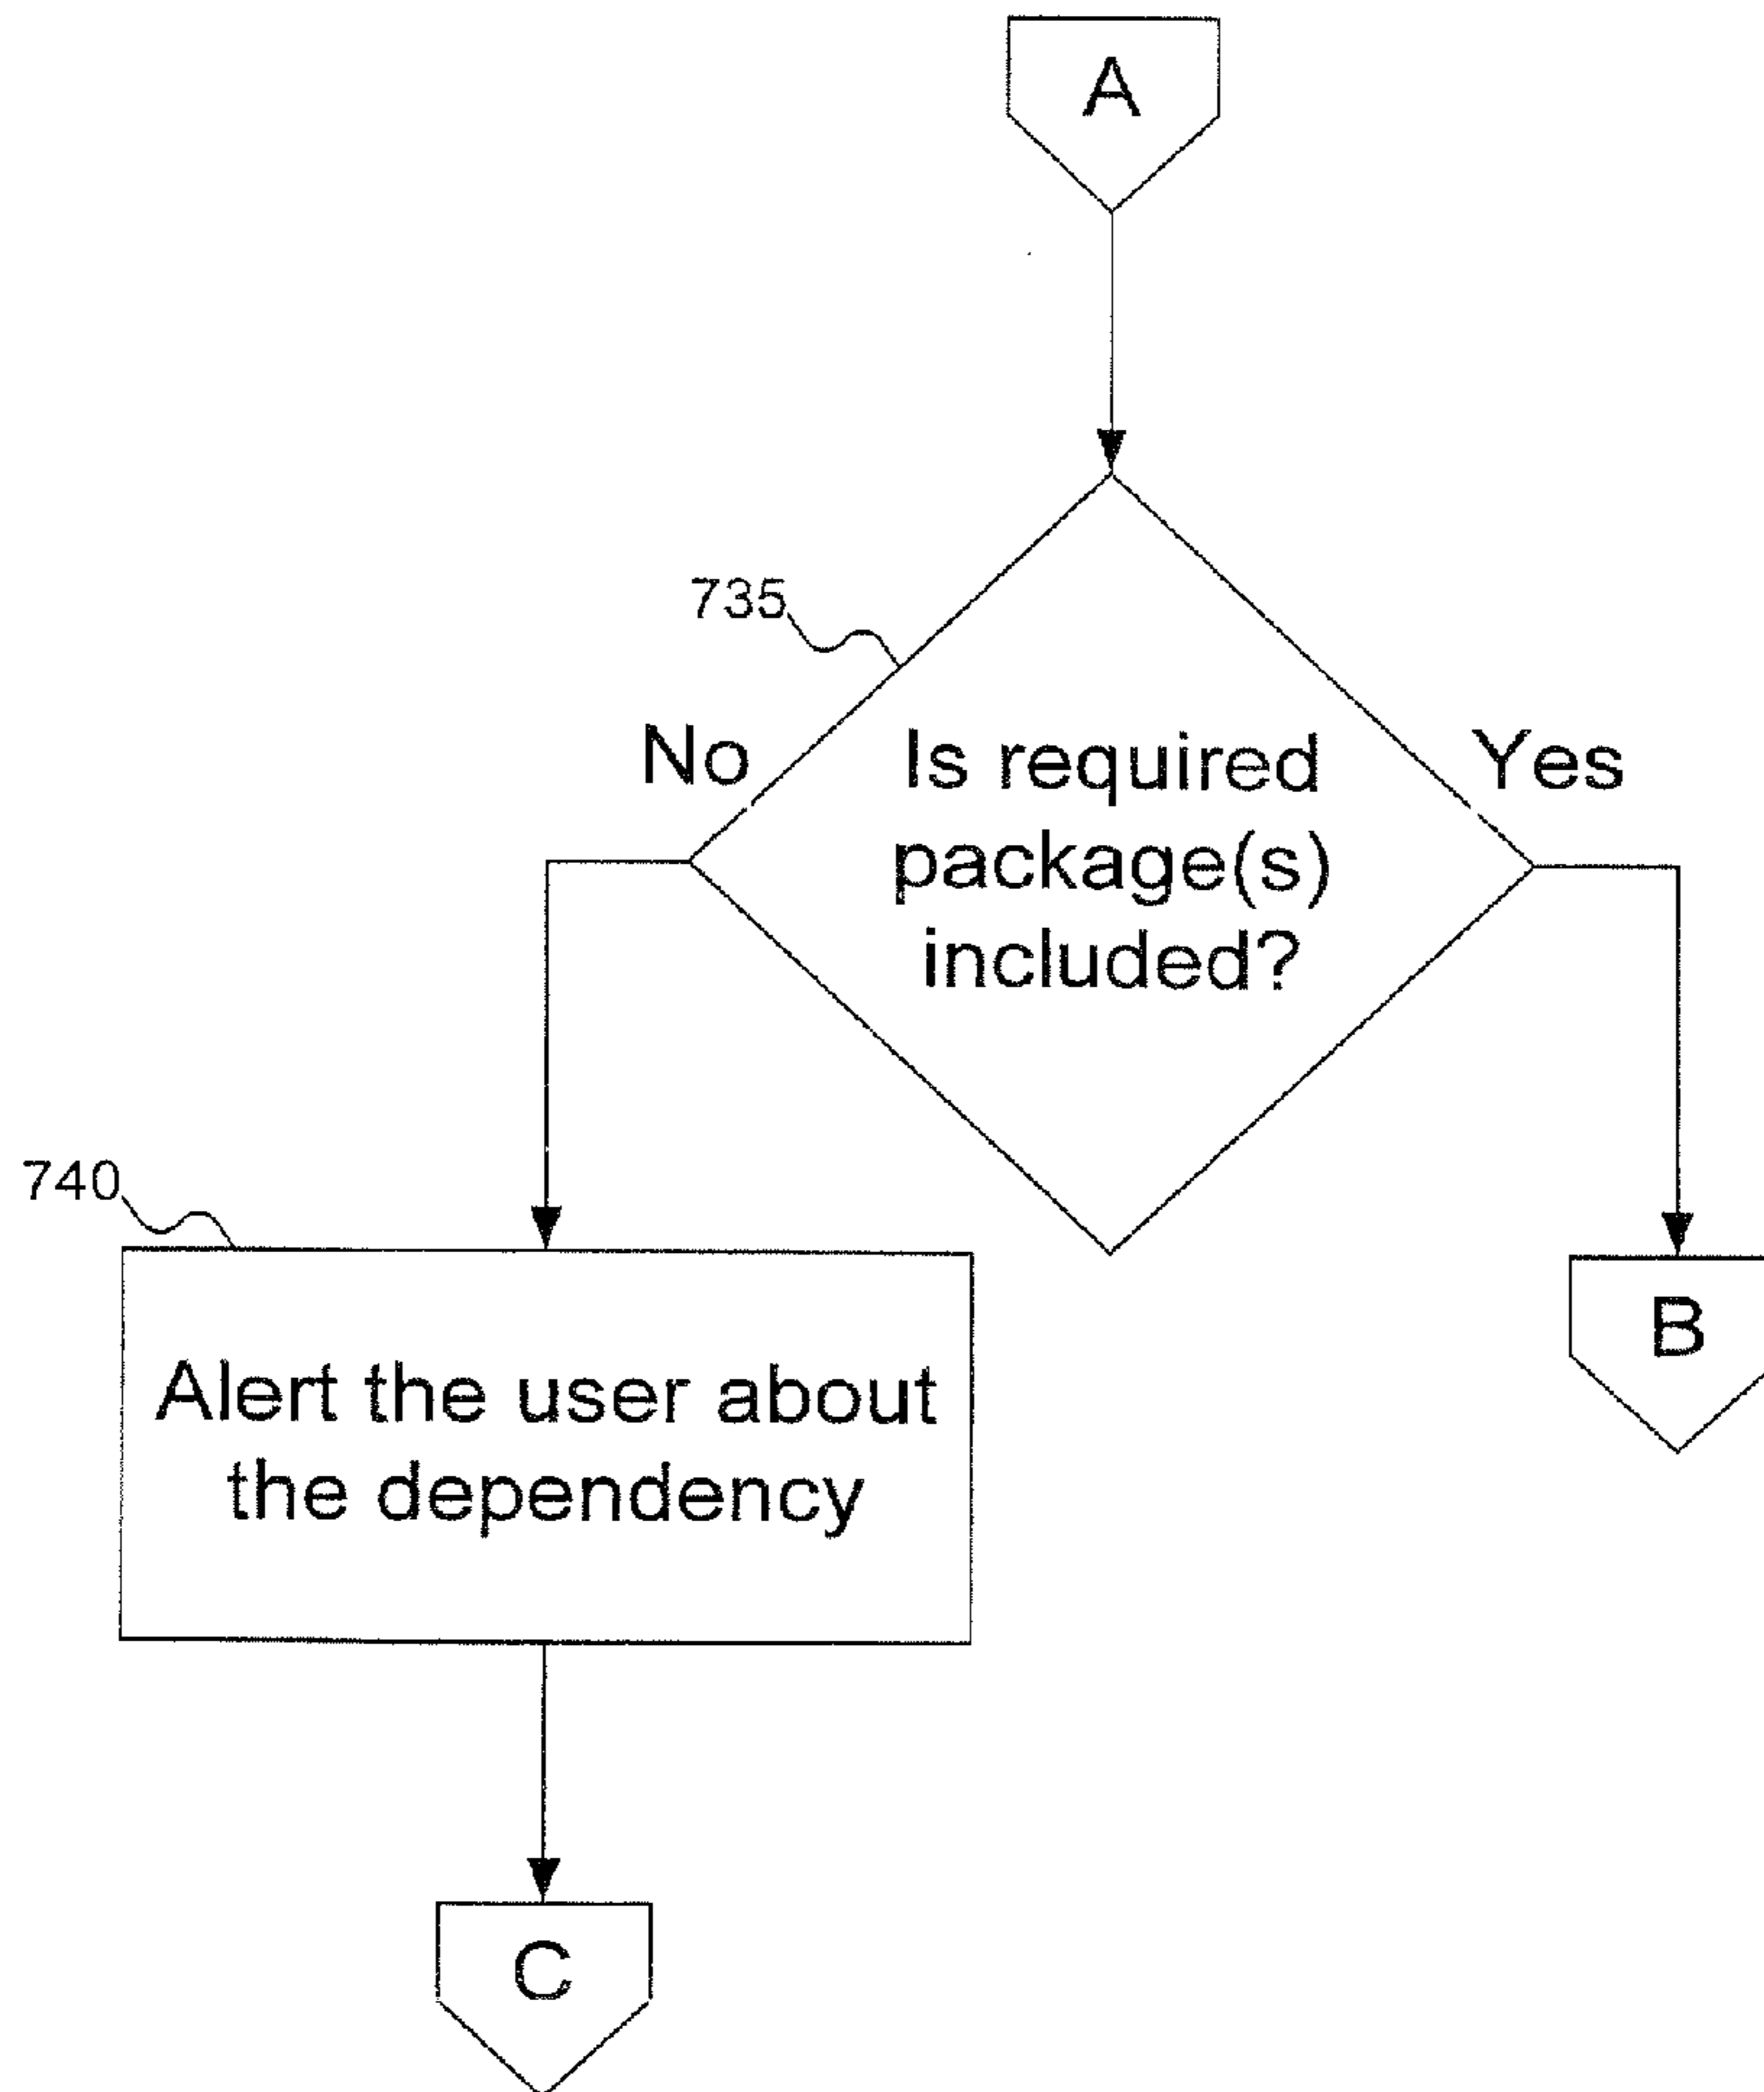 A
735
No
Is required
package(s)
included?
Yes
740
Alert the user about
the dependency
B
C